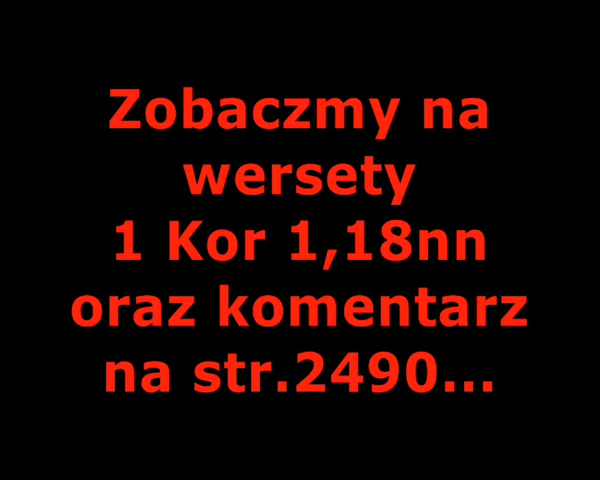 Zobaczmy na
wersety
1 Kor 1,18nn
oraz komentarz
na str.2490...